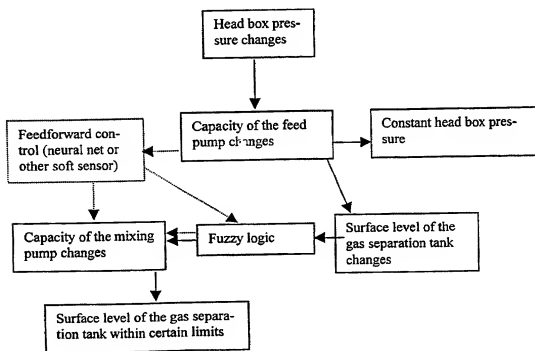 Head box pres-
sure changes
Feedforward con-
trol (neural net or
other soft sensor)
Capacity of the feed
pump changes
Constant head box pres-
sure
Capacity of the mixing
pump changes
Fuzzy logic
Surface level of the
gas separation tank
changes
Surface level of the gas separa-
tion tank within certain limits